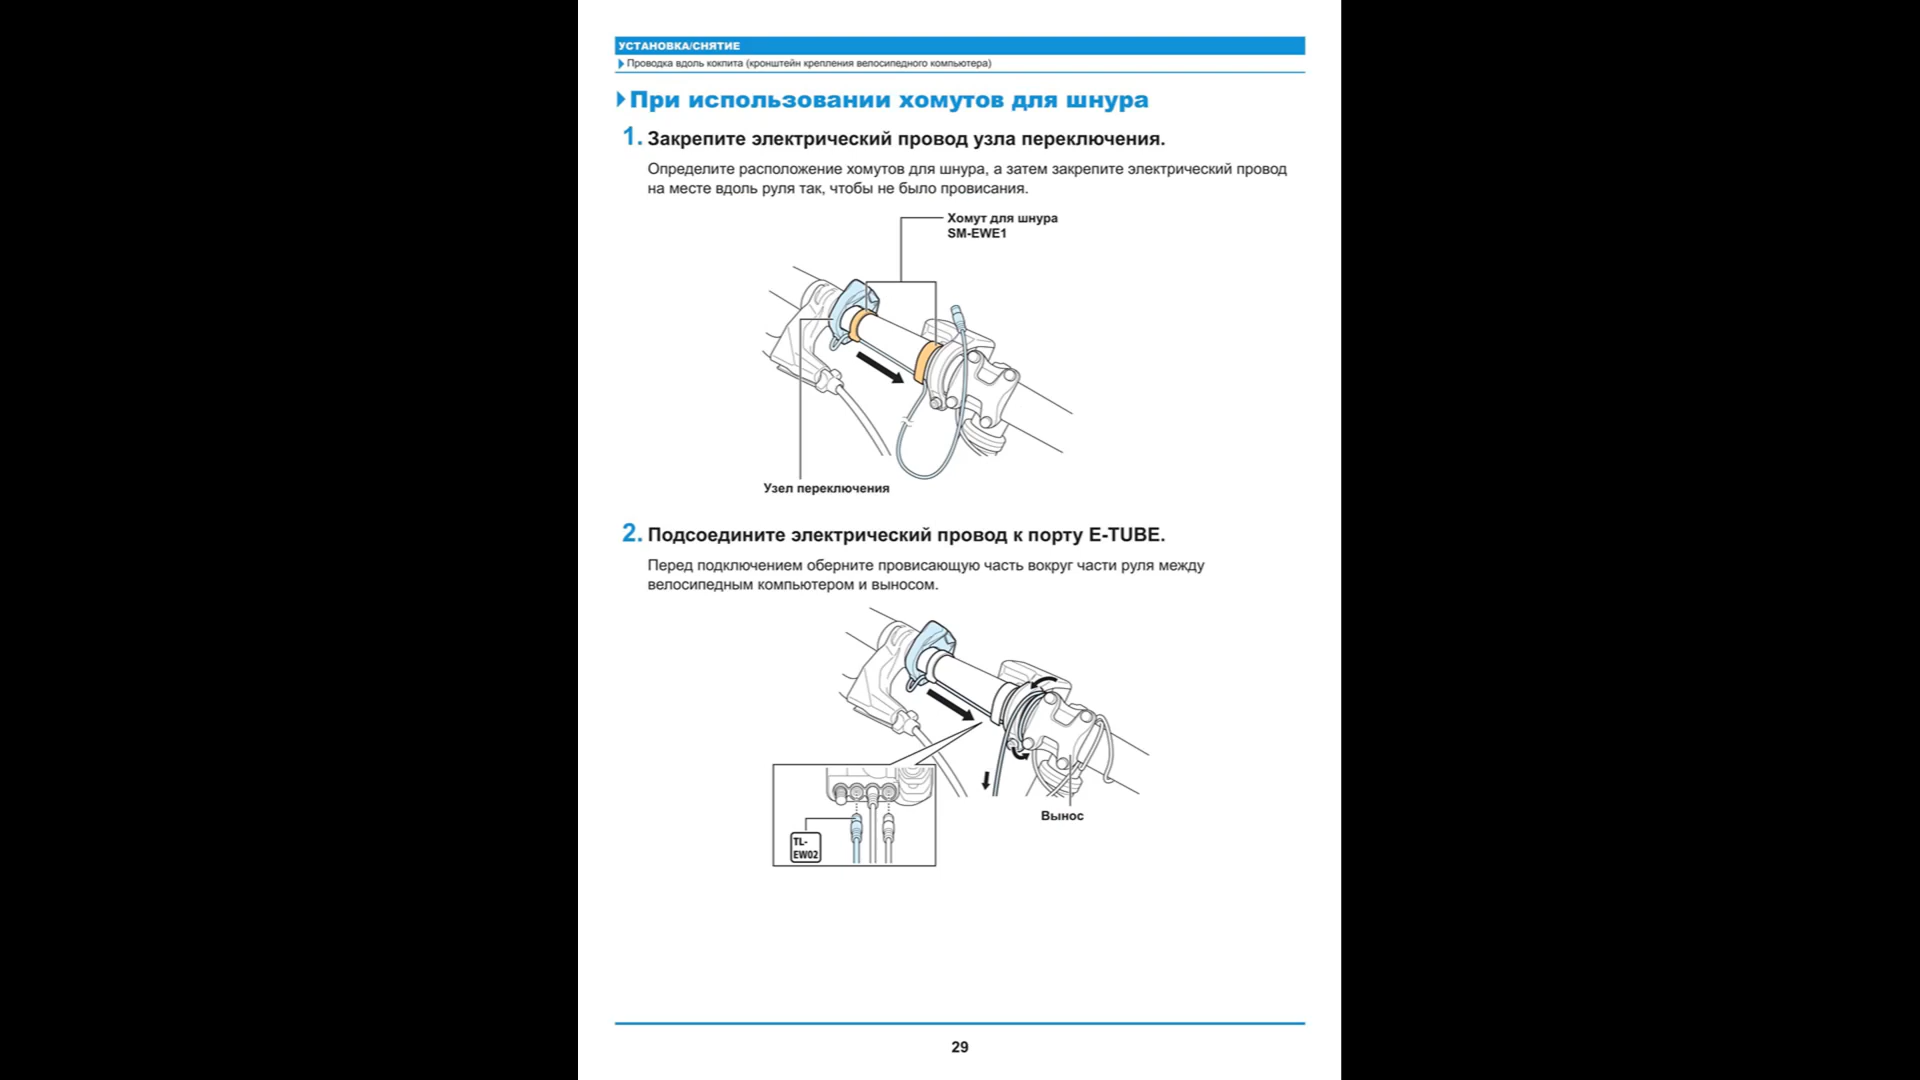 УСТАНОВКА/СНЯТИЕ
Проводка вдоль кокпита (кронштейн крепления велосипедного компьютера)
При использовании хомутов для шнура
1. Закрепите электрический провод узла переключения.
Определите расположение хомутов для шнура, а затем закрепите электрический провод
на месте вдоль руля так, чтобы не было провисания.
Хомут для шнура
SM-EWE1
Узел переключения
2. Подсоедините электрический провод к порту E-TUBE.
Перед подключением оберните провисающую часть вокруг части руля между
велосипедным компьютером и выносом.
Вынос
TL-
EW02
29